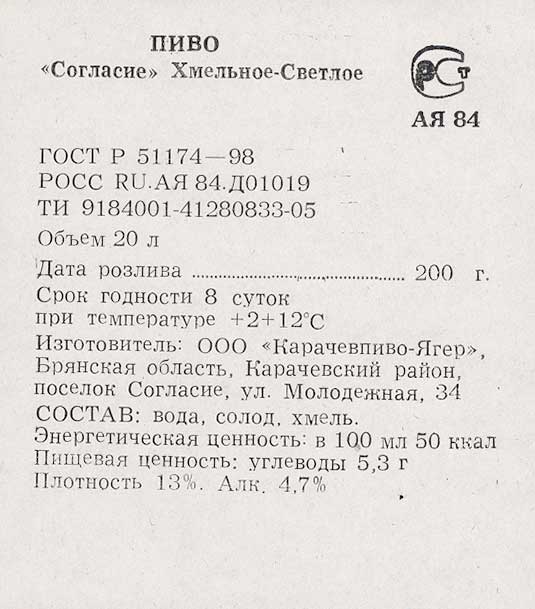 ПИВО
«Согласие» Хмельное-Светлое
РСТ
АЯ 84
ГОСТ Р 51174—98
РОСС RU.АЯ 84.Д01019
ТИ 9184001-41280833-05
Объем 20 л
Дата розлива ........................................ 200 г.
Срок годности 8 суток
при температуре +2+12°С
Изготовитель: ООО «Карачевпиво-Ягер»,
Брянская область, Карачевский район,
поселок Согласие, ул. Молодежная, 34
СОСТАВ: вода, солод, хмель.
Энергетическая ценность: в 100 мл 50 ккал
Пищевая ценность: углеводы 5,3 г
Плотность 13%. Алк. 4,7%